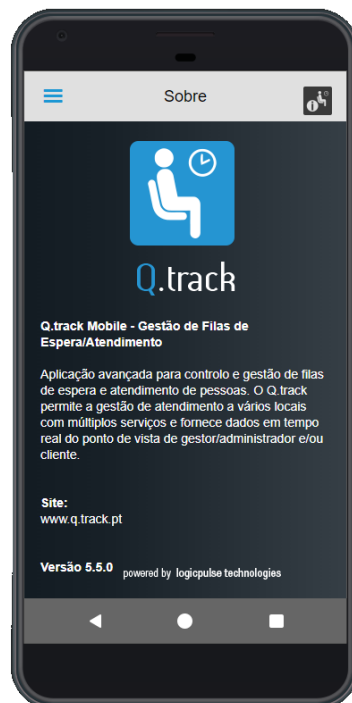 Sobre
Q.track
Q.track Mobile - Gestão de Filas de
Espera/Atendimento
Aplicação avançada para controlo e gestão de filas
de espera e atendimento de pessoas. O Q.track
permite a gestão de atendimento a vários locais
com múltiplos serviços e fornece dados em tempo
real do ponto de vista de gestor/administrador e/ou
cliente.
Site:
www.q.track.pt
Versão 5.5.0 powered by logicpulse technologies